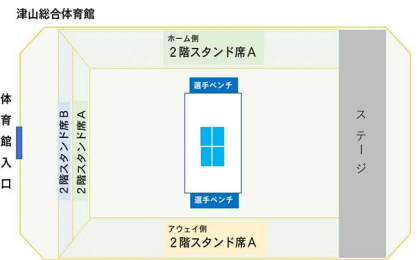 津山総合体育館
ホーム側
2階スタンド席A
選手ベンチ
体育館入口
2階スタンド席B
2階スタンド席A
ステージ
選手ベンチ
アウェイ側
2階スタンド席A